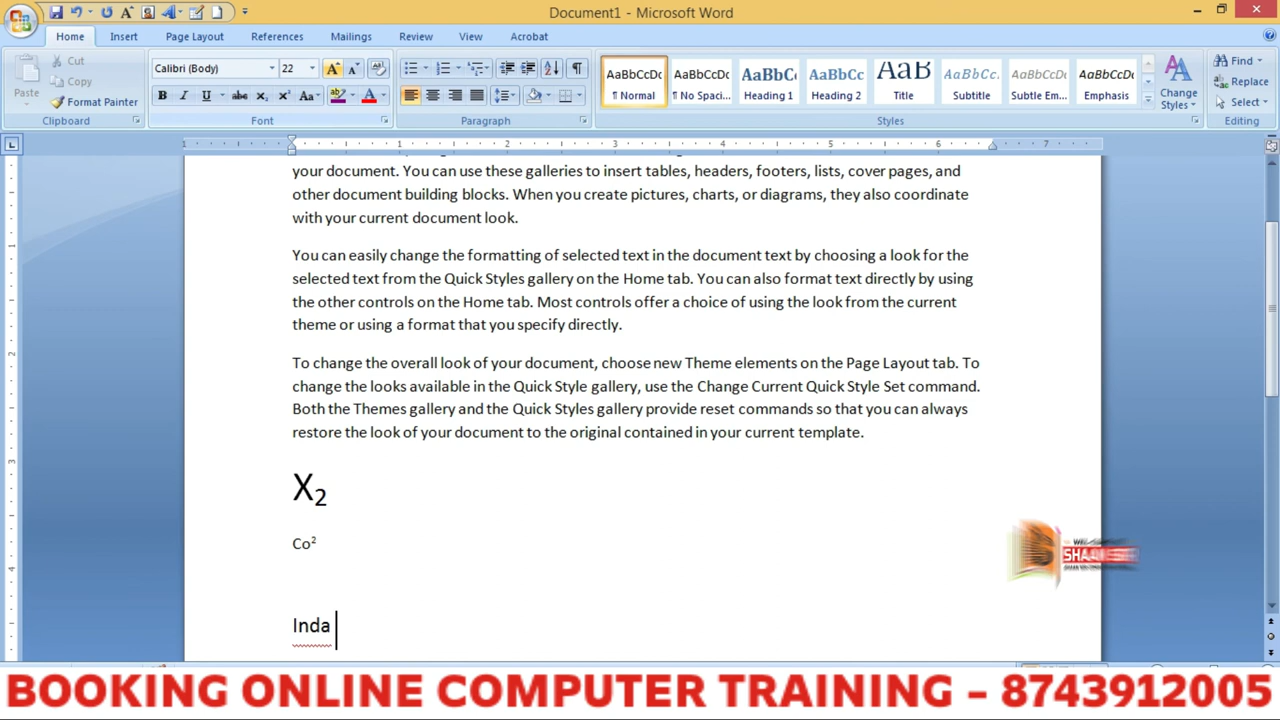 Document1 - Microsoft Word
Home Insert Page Layout References Mailings Review View Acrobat
Cut
Copy
Paste
Format Painter
Clipboard
Calibri (Body) 22
Font
Paragraph
AaBbCcDc AaBbCcDc AaBbC AaBbCc AaB AaBbCc. AaBbCcDc AaBbCcDc
¶ Normal ¶ No Spaci... Heading 1 Heading 2 Title Subtitle Subtle Em... Emphasis
Change Styles
Styles
Find
Replace
Select
Editing
your document. You can use these galleries to insert tables, headers, footers, lists, cover pages, and
other document building blocks. When you create pictures, charts, or diagrams, they also coordinate
with your current document look.
You can easily change the formatting of selected text in the document text by choosing a look for the
selected text from the Quick Styles gallery on the Home tab. You can also format text directly by using
the other controls on the Home tab. Most controls offer a choice of using the look from the current
theme or using a format that you specify directly.
To change the overall look of your document, choose new Theme elements on the Page Layout tab. To
change the looks available in the Quick Style gallery, use the Change Current Quick Style Set command.
Both the Themes gallery and the Quick Styles gallery provide reset commands so that you can always
restore the look of your document to the original contained in your current template.
X₂
Co²
Inda
BOOKING ONLINE COMPUTER TRAINING – 8743912005